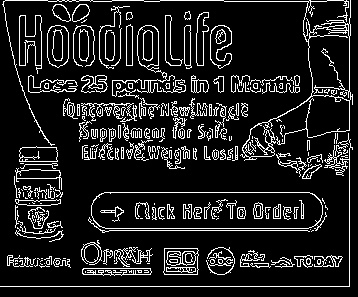 HoodiaLife
Lose 25 pounds in 1 Month!
Discover the New Miracle
Supplement for Safe,
Effective Weight Loss!
Click Here To Order!
Featured on: OPRAH 60 abc TODAY